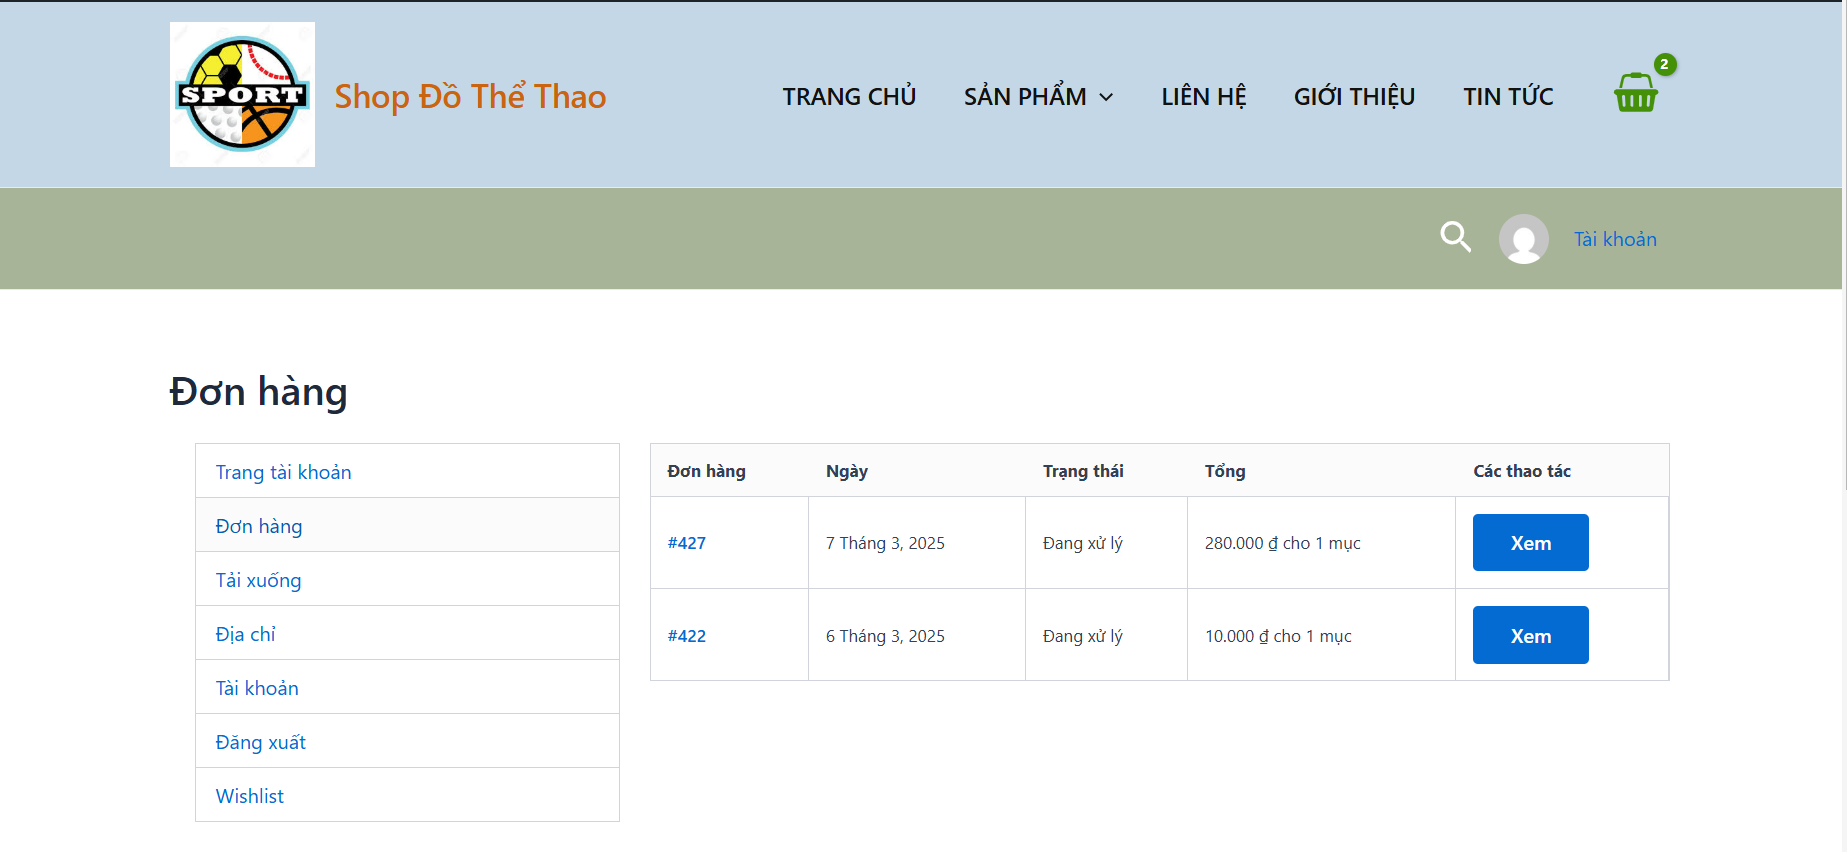 SPORT
Shop Đồ Thể Thao
TRANG CHỦ SẢN PHẨM LIÊN HỆ GIỚI THIỆU TIN TỨC
2
Tài khoản
Đơn hàng
Trang tài khoản
Đơn hàng
Tải xuống
Địa chỉ
Tài khoản
Đăng xuất
Wishlist
Đơn hàng Ngày Trạng thái Tổng Các thao tác
#427 7 Tháng 3, 2025 Đang xử lý 280.000 ₫ cho 1 mục Xem
#422 6 Tháng 3, 2025 Đang xử lý 10.000 ₫ cho 1 mục Xem